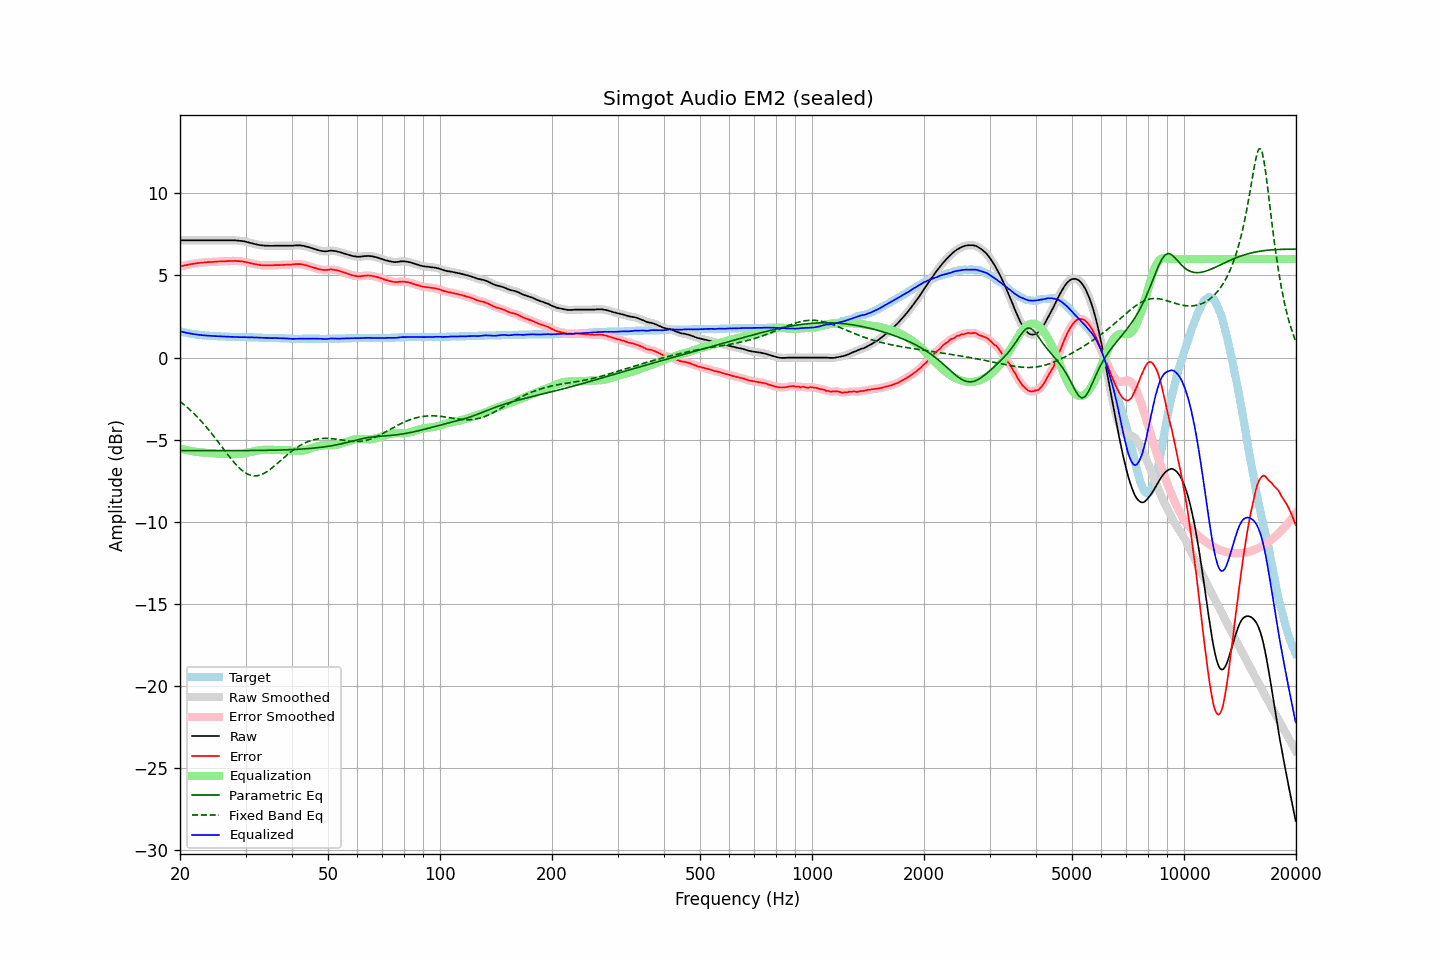 Simgot Audio EM2 (sealed)
Amplitude (dBr)
10
5
0
−5
−10
−15
−20
−25
−30
Target
Raw Smoothed
Error Smoothed
Raw
Error
Equalization
Parametric Eq
Fixed Band Eq
Equalized
20 50 100 200 500 1000 2000 5000 10000 20000
Frequency (Hz)